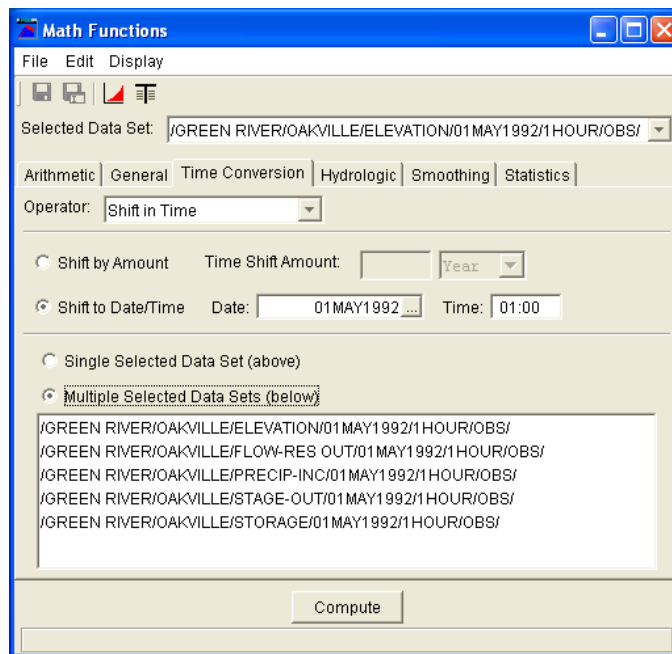 Math Functions
File Edit Display
Selected Data Set: /GREEN RIVER/OAKVILLE/ELEVATION/01MAY1992/1HOUR/OBS/
Arithmetic General Time Conversion Hydrologic Smoothing Statistics
Operator: Shift in Time
Shift by Amount Time Shift Amount: Year
Shift to Date/Time Date: 01MAY1992 ... Time: 01:00
Single Selected Data Set (above)
Multiple Selected Data Sets (below)
/GREEN RIVER/OAKVILLE/ELEVATION/01MAY1992/1HOUR/OBS/
/GREEN RIVER/OAKVILLE/FLOW-RES OUT/01MAY1992/1HOUR/OBS/
/GREEN RIVER/OAKVILLE/PRECIP-INC/01MAY1992/1HOUR/OBS/
/GREEN RIVER/OAKVILLE/STAGE-OUT/01MAY1992/1HOUR/OBS/
/GREEN RIVER/OAKVILLE/STORAGE/01MAY1992/1HOUR/OBS/
Compute